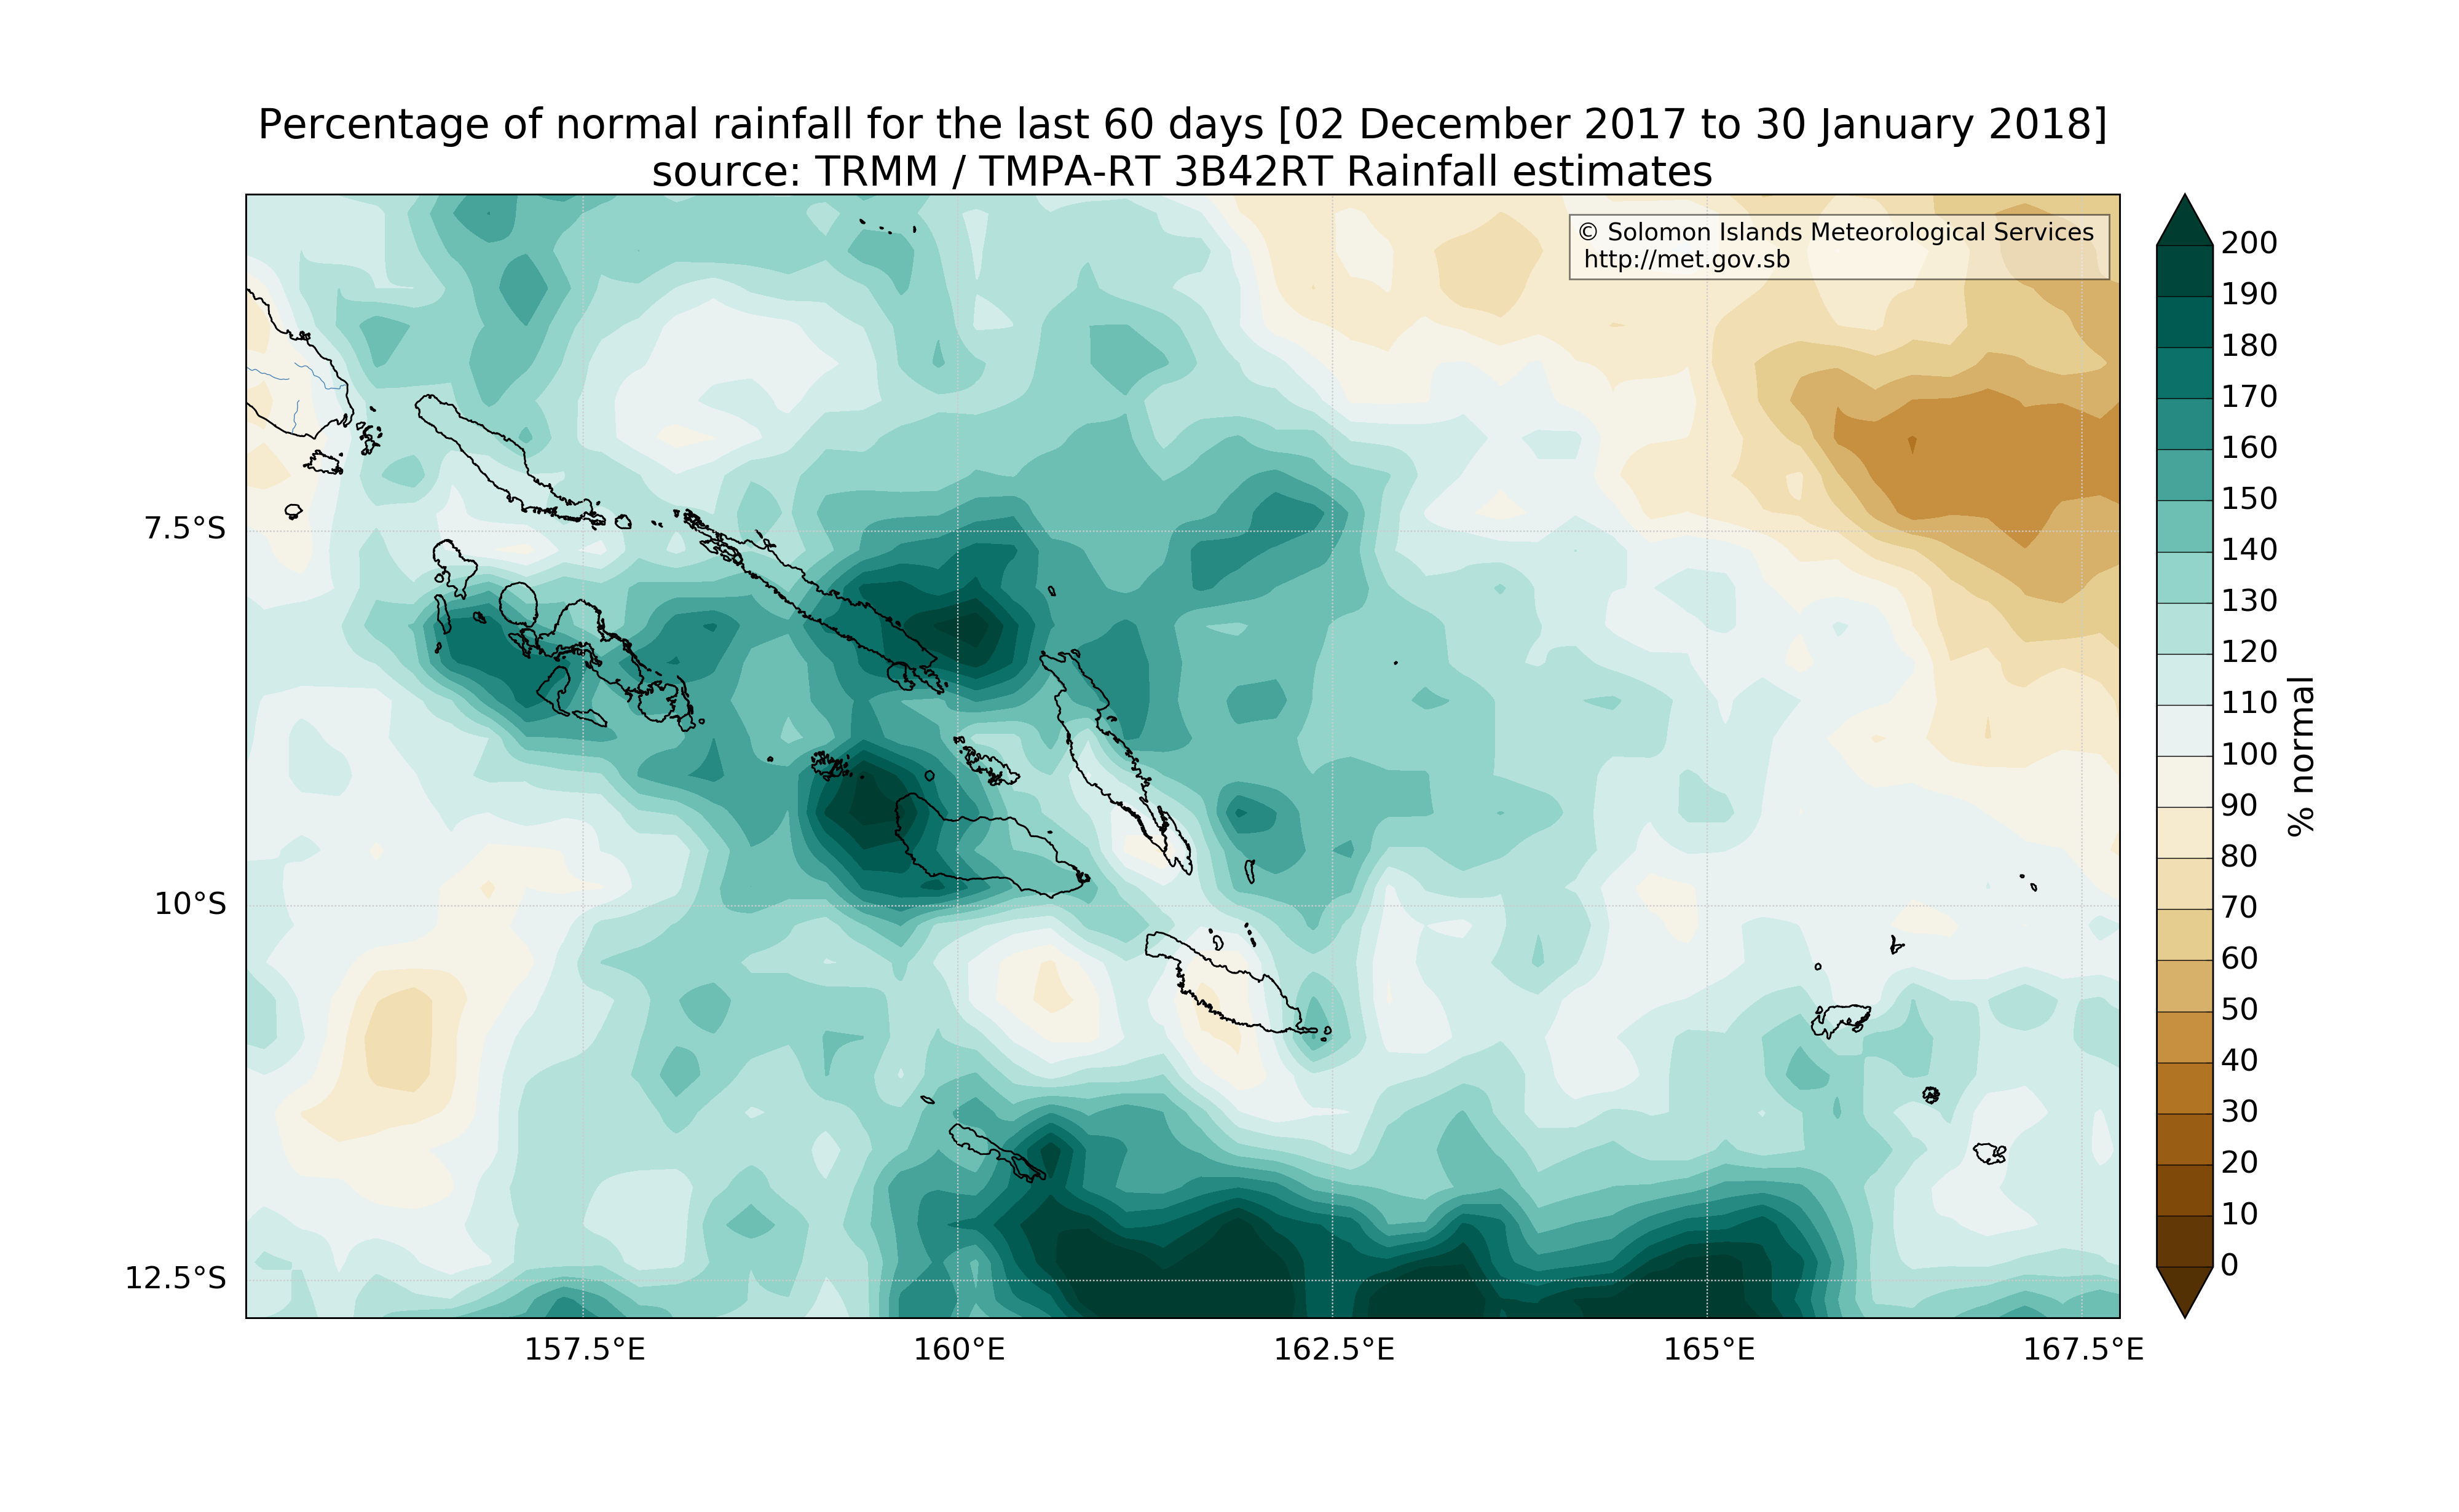 Percentage of normal rainfall for the last 60 days [02 December 2017 to 30 January 2018]
source: TRMM / TMPA-RT 3B42RT Rainfall estimates
© Solomon Islands Meteorological Services
http://met.gov.sb
7.5°S
10°S
12.5°S
157.5°E
160°E
162.5°E
165°E
167.5°E
200
190
180
170
160
150
140
130
120
110
100
90
80
70
60
50
40
30
20
10
0
% normal